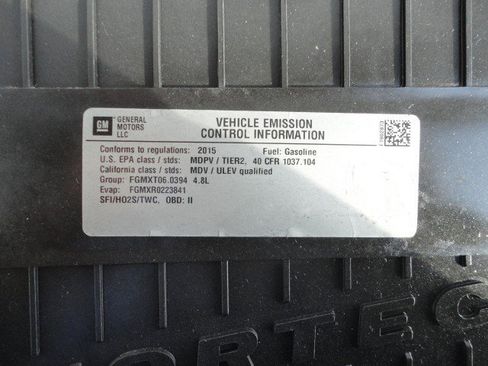 GM
GENERAL
MOTORS
LLC
VEHICLE EMISSION
CONTROL INFORMATION
Conforms to regulations: 2015 Fuel: Gasoline
U.S. EPA class / stds: MDPV / TIER2, 40 CFR 1037.104
California class / stds: MDV / ULEV qualified
Group: FGMXT06.0394 4.8L
Evap: FGMXR0223841
SFI/HO2S/TWC, OBD: II
ORTEC